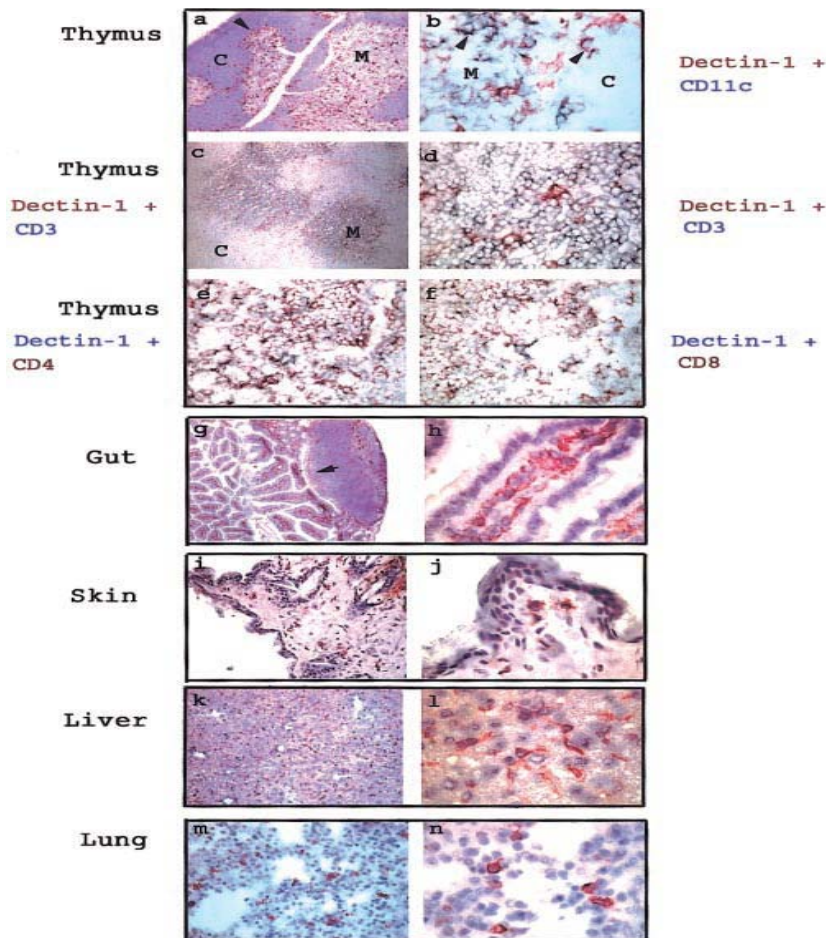 Thymus
a
C
M
b
M
C
Dectin-1 +
CD11c
Thymus
Dectin-1 +
CD3
c
C
M
d
Dectin-1 +
CD3
Thymus
Dectin-1 +
CD4
e
f
Dectin-1 +
CD8
Gut
g
h
Skin
i
j
Liver
k
l
Lung
m
n